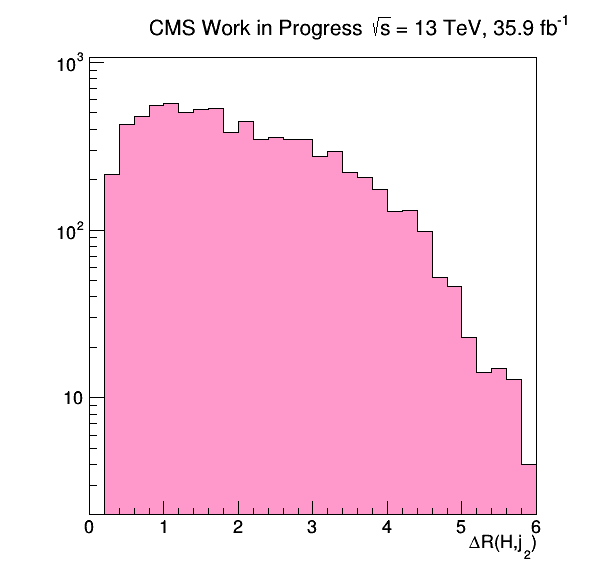 CMS Work in Progress √s = 13 TeV, 35.9 fb⁻¹
10³
10²
10
0 1 2 3 4 5 6
ΔR(H,j₂)